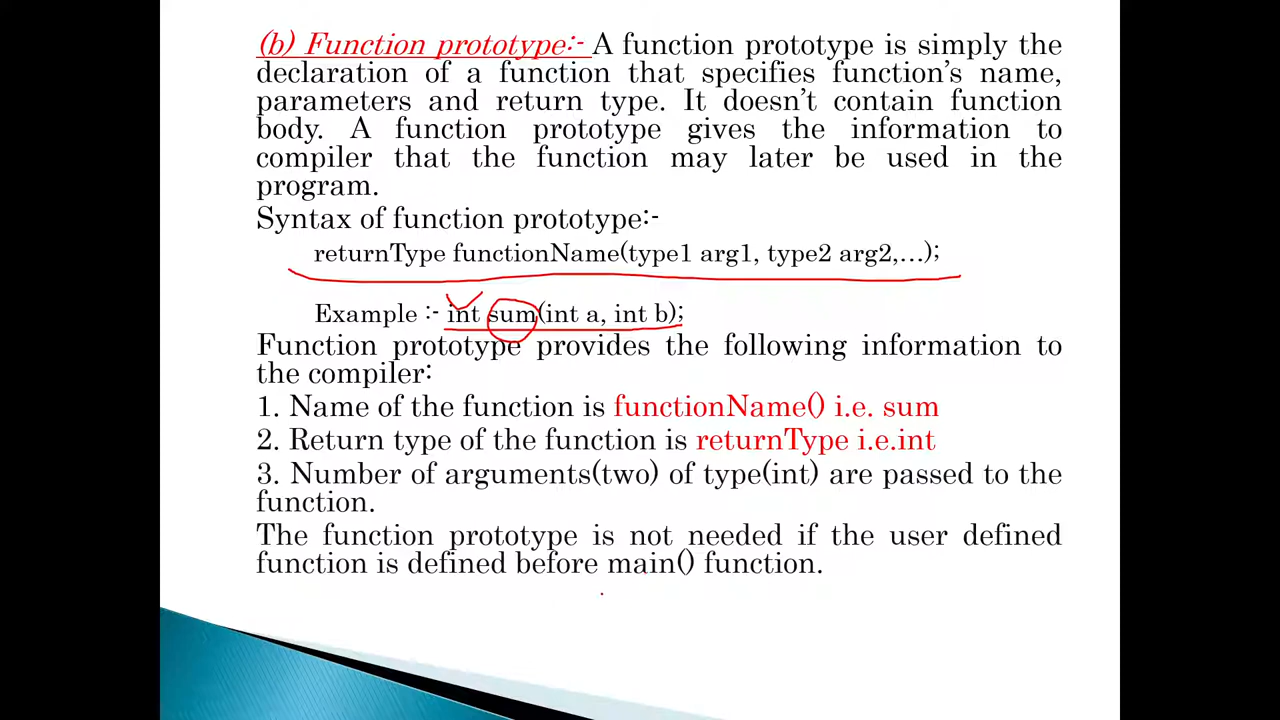 (b) Function prototype:- A function prototype is simply the
declaration of a function that specifies function's name,
parameters and return type. It doesn't contain function
body. A function prototype gives the information to
compiler that the function may later be used in the
program.
Syntax of function prototype:-
returnType functionName(type1 arg1, type2 arg2,...);
Example :- int sum(int a, int b);
Function prototype provides the following information to
the compiler:
1. Name of the function is functionName() i.e. sum
2. Return type of the function is returnType i.e.int
3. Number of arguments(two) of type(int) are passed to the
function.
The function prototype is not needed if the user defined
function is defined before main() function.